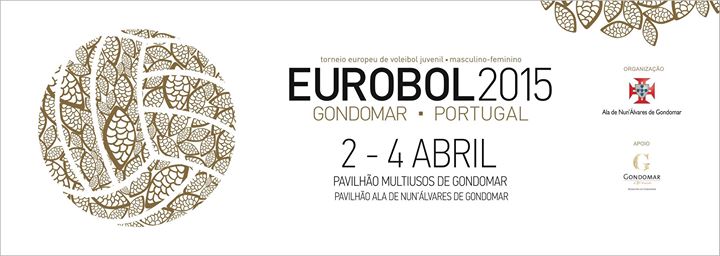 torneio europeu de voleibol juvenil • masculino-feminino
EUROBOL2015
GONDOMAR • PORTUGAL
2 - 4 ABRIL
PAVILHÃO MULTIUSOS DE GONDOMAR
PAVILHÃO ALA DE NUN'ÁLVARES DE GONDOMAR
ORGANIZAÇÃO
Ala de Nun'Álvares de Gondomar
APOIO
G
GONDOMAR